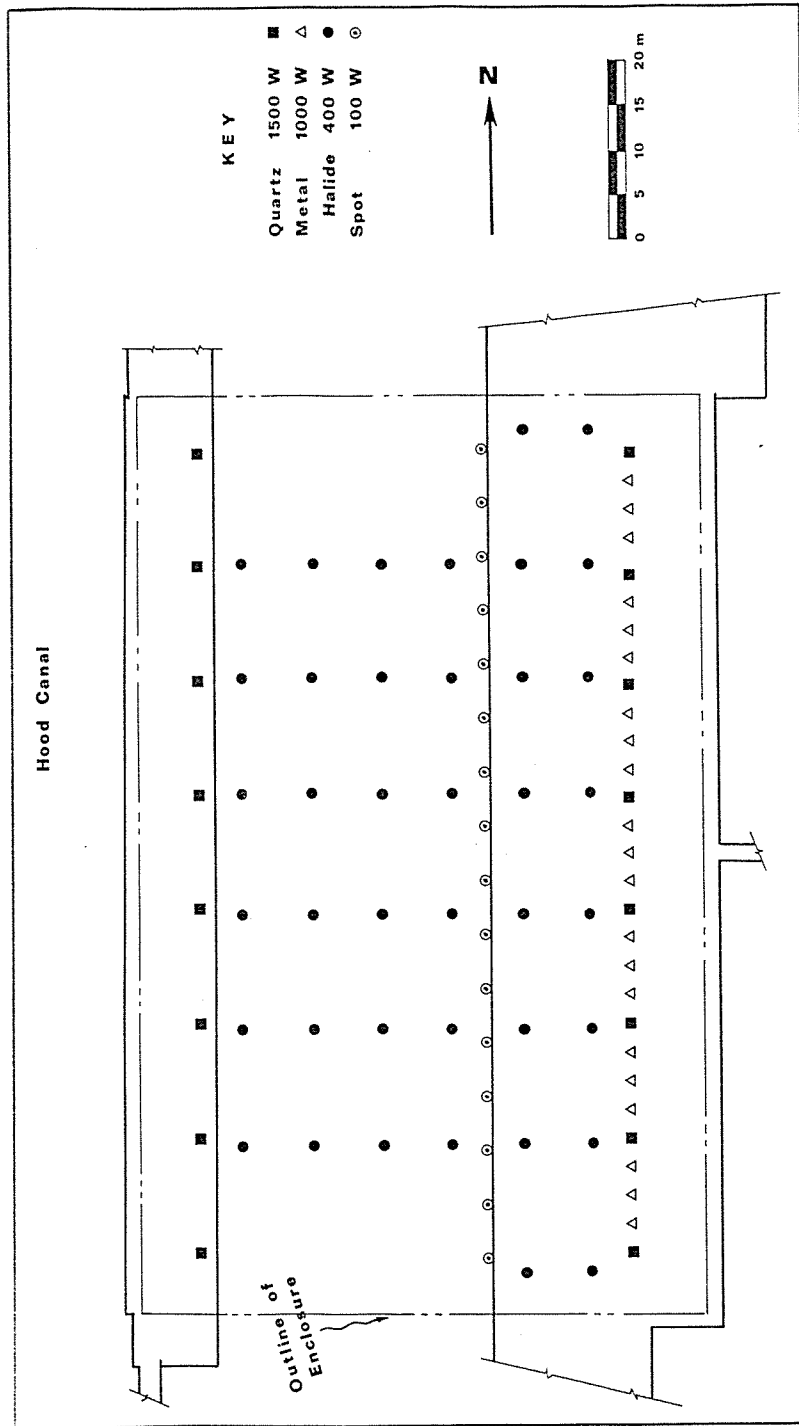 Hood Canal
KEY
Quartz 1500 W
Metal 1000 W
Halide 400 W
Spot 100 W
N
0 5 10 15 20 m
Outline of
Enclosure